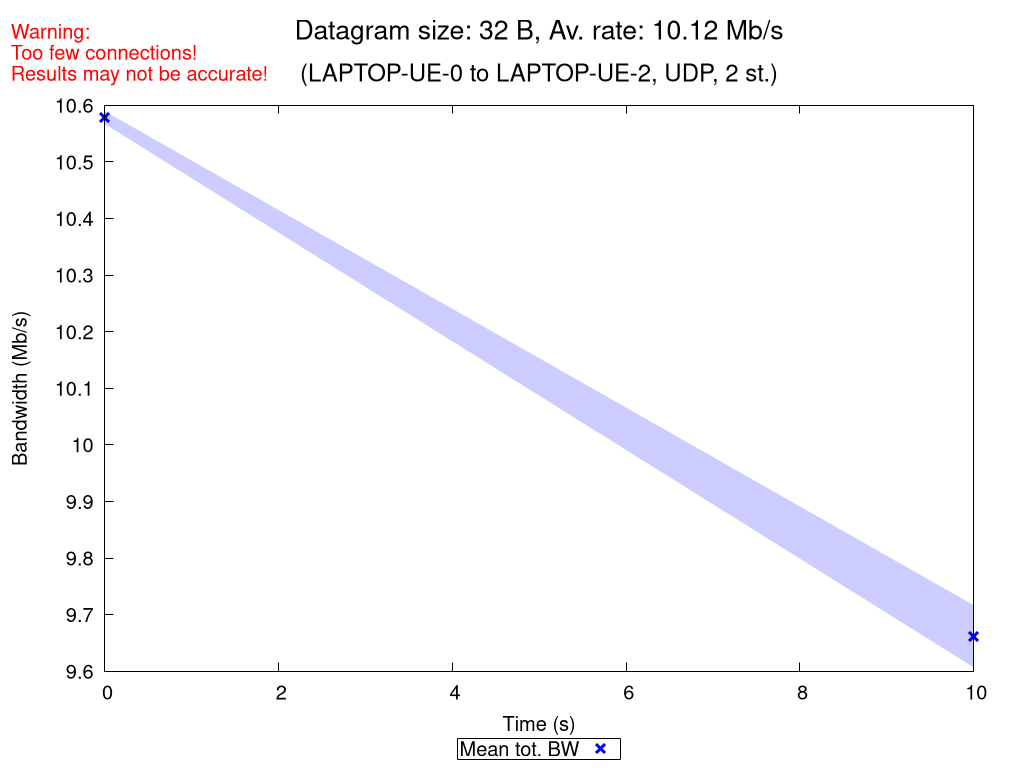 Warning:
Too few connections!
Results may not be accurate!
Datagram size: 32 B, Av. rate: 10.12 Mb/s
(LAPTOP-UE-0 to LAPTOP-UE-2, UDP, 2 st.)
10.6
10.5
10.4
10.3
10.2
10.1
10
9.9
9.8
9.7
9.6
Bandwidth (Mb/s)
0 2 4 6 8 10
Time (s)
Mean tot. BW